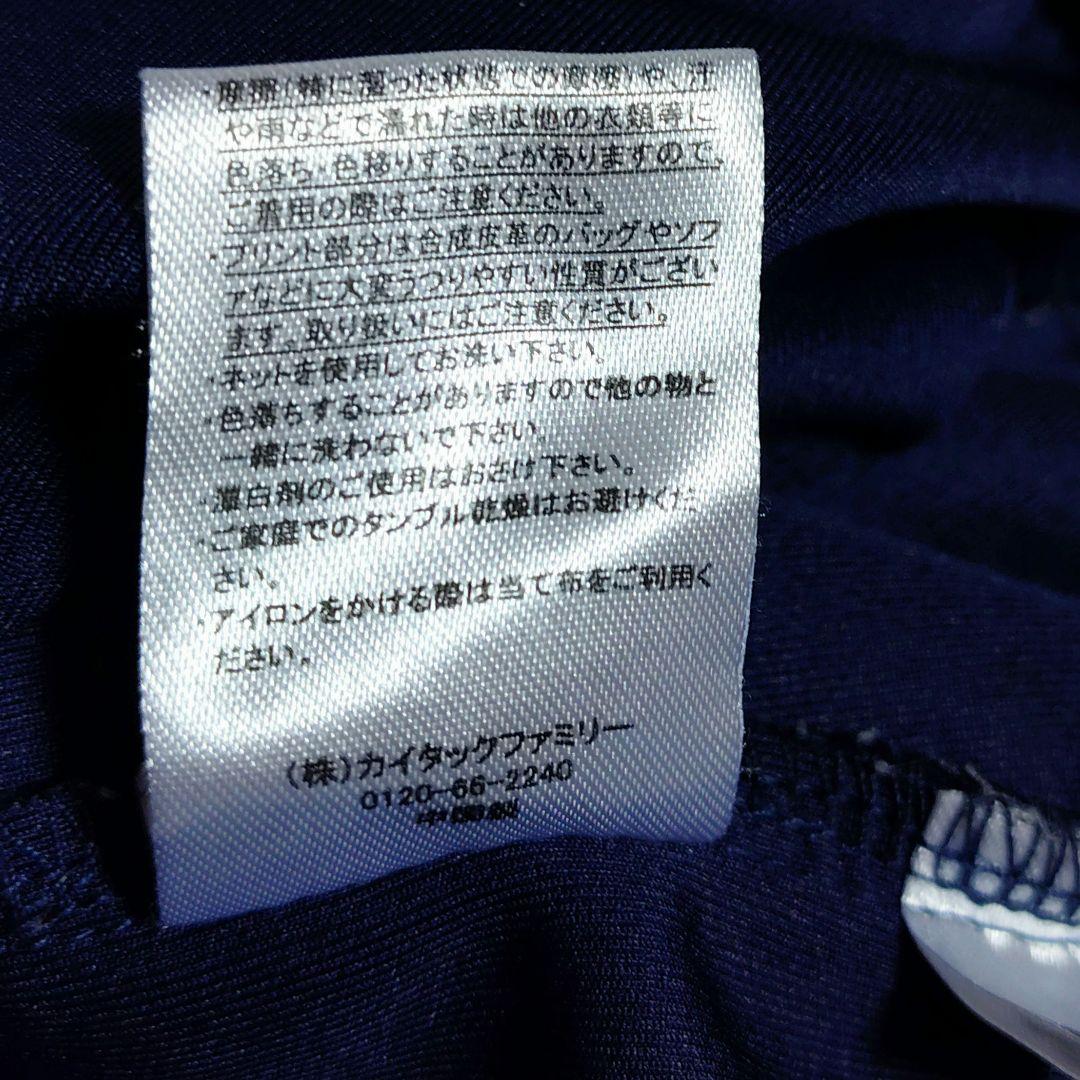 ・摩擦(特に湿った状態での摩擦)や、汗
や雨などで濡れた時は他の衣類等に
色落ち・色移りすることがありますので、
ご着用の際はご注意ください。
・プリント部分は合成皮革のバッグやソフ
ァなどに大変うつりやすい性質がござい
ます。取り扱いにはご注意ください。
・ネットを使用してお洗い下さい。
・色落ちすることがありますので他の物と
一緒に洗わないで下さい。
・漂白剤のご使用はおさけ下さい。
・ご家庭でのタンブル乾燥はお避けくだ
さい。
・アイロンをかける際は当て布をご利用く
ださい。
(株)カイタックファミリー
0120-66-2240
中国製